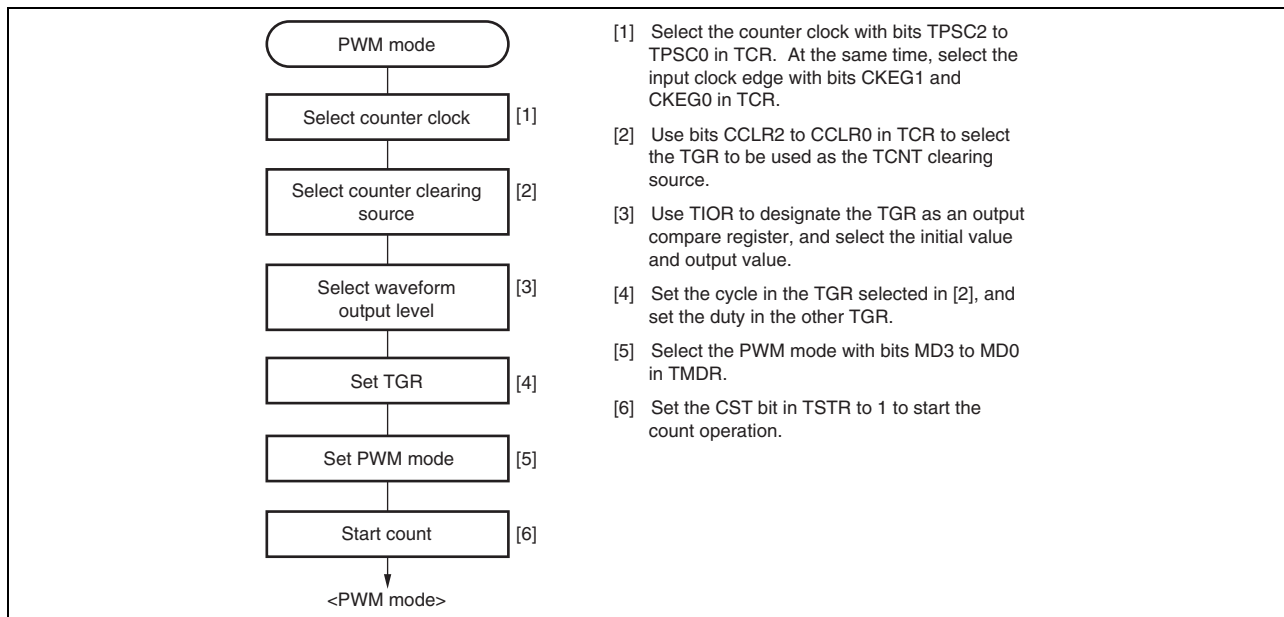 PWM mode
Select counter clock
[1]
Select counter clearing
source
[2]
Select waveform
output level
[3]
Set TGR
[4]
Set PWM mode
[5]
Start count
[6]
<PWM mode>
[1] Select the counter clock with bits TPSC2 to
TPSC0 in TCR. At the same time, select the
input clock edge with bits CKEG1 and
CKEG0 in TCR.
[2] Use bits CCLR2 to CCLR0 in TCR to select
the TGR to be used as the TCNT clearing
source.
[3] Use TIOR to designate the TGR as an output
compare register, and select the initial value
and output value.
[4] Set the cycle in the TGR selected in [2], and
set the duty in the other TGR.
[5] Select the PWM mode with bits MD3 to MD0
in TMDR.
[6] Set the CST bit in TSTR to 1 to start the
count operation.